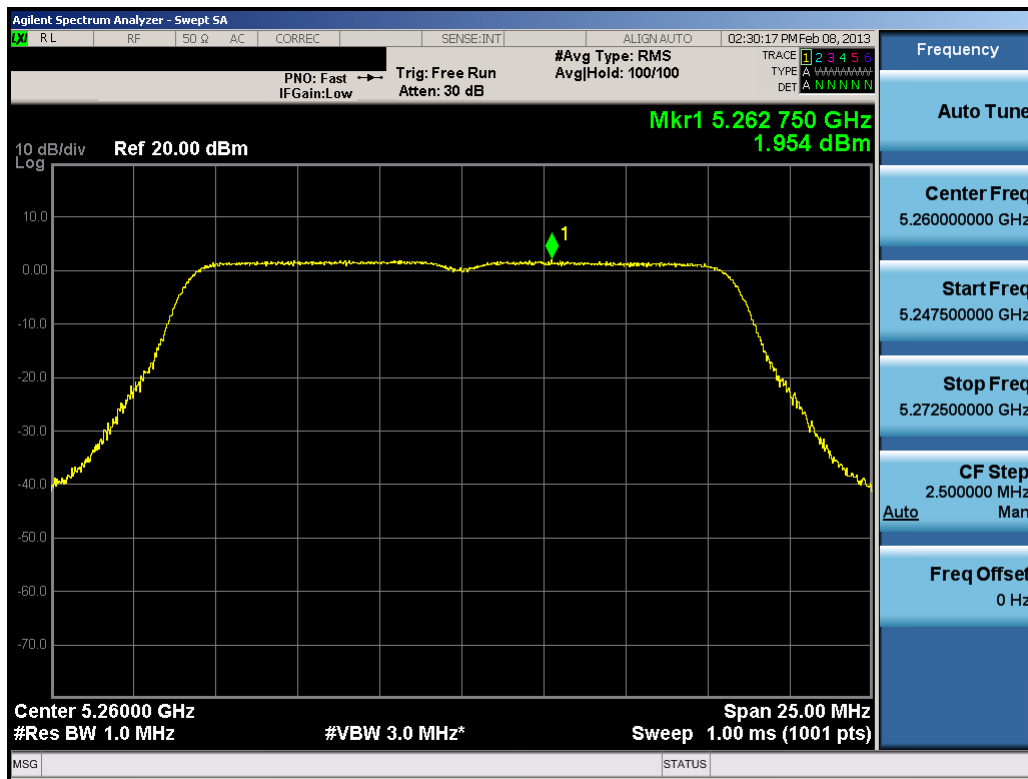 Agilent Spectrum Analyzer - Swept SA
LXI RL RF 50 Ω AC CORREC SENSE:INT ALIGNAUTO 02:30:17 PM Feb 08, 2013
PNO: Fast
IFGain:Low
Trig: Free Run
Atten: 30 dB
#Avg Type: RMS
Avg|Hold: 100/100
TRACE 1 2 3 4 5 6
TYPE A WWWWW
DET A N N N N N
Mkr1 5.262 750 GHz
1.954 dBm
10 dB/div Ref 20.00 dBm
Log
10.0
0.00
-10.0
-20.0
-30.0
-40.0
-50.0
-60.0
-70.0
1
Center 5.26000 GHz Span 25.00 MHz
#Res BW 1.0 MHz #VBW 3.0 MHz* Sweep 1.00 ms (1001 pts)
MSG STATUS
Frequency
Auto Tune
Center Freq
5.260000000 GHz
Start Freq
5.247500000 GHz
Stop Freq
5.272500000 GHz
CF Step
2.500000 MHz
Auto Man
Freq Offset
0 Hz